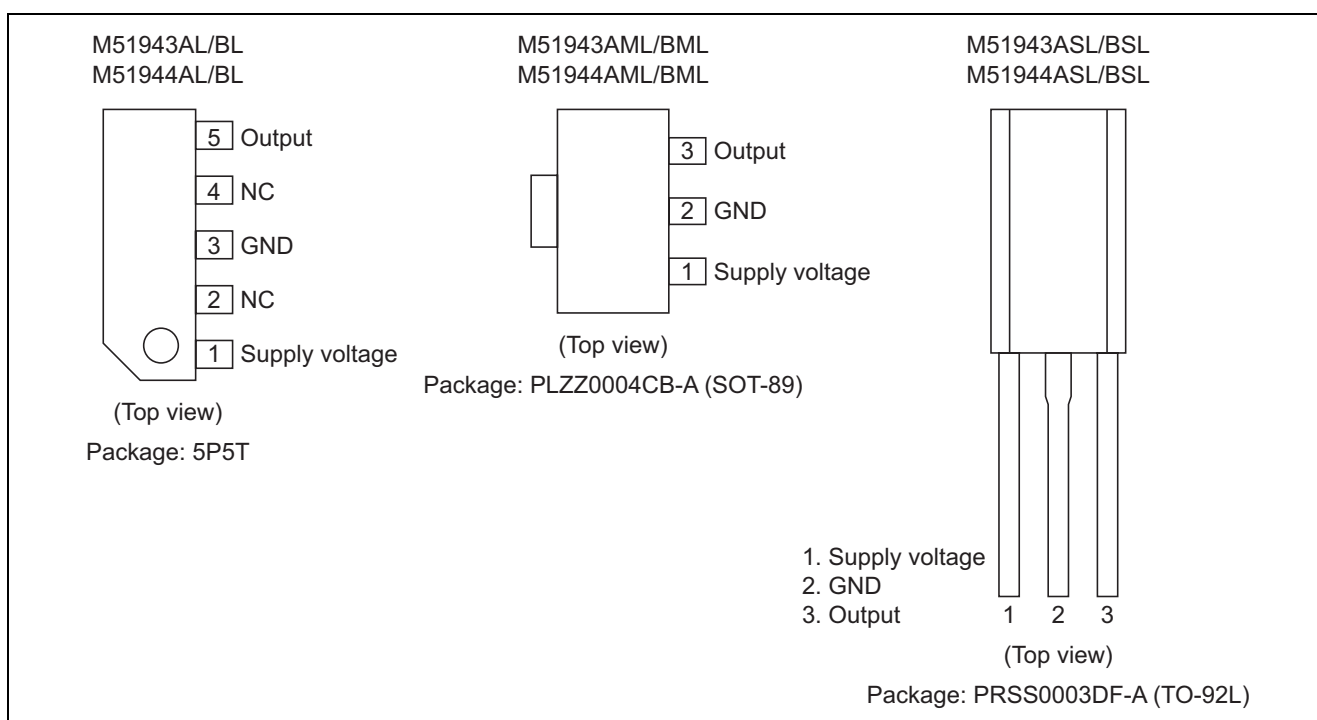 M51943AL/BL
M51944AL/BL
5 Output
4 NC
3 GND
2 NC
1 Supply voltage
(Top view)
Package: 5P5T
M51943AML/BML
M51944AML/BML
3 Output
2 GND
1 Supply voltage
(Top view)
Package: PLZZ0004CB-A (SOT-89)
M51943ASL/BSL
M51944ASL/BSL
1. Supply voltage
2. GND
3. Output
1 2 3
(Top view)
Package: PRSS0003DF-A (TO-92L)